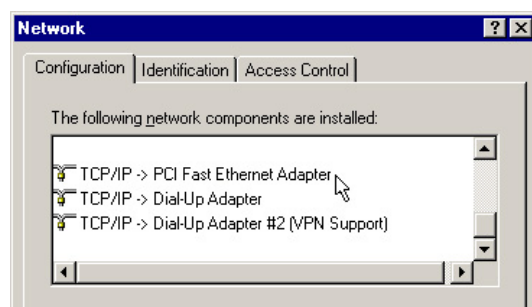 Network
Configuration Identification Access Control
The following network components are installed:
TCP/IP -> PCI Fast Ethernet Adapter
TCP/IP -> Dial-Up Adapter
TCP/IP -> Dial-Up Adapter #2 (VPN Support)